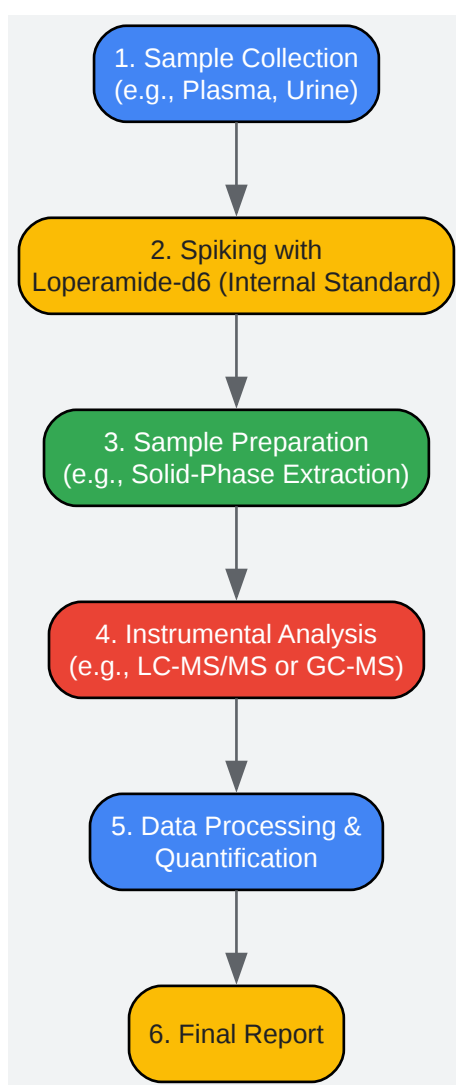 1. Sample Collection
(e.g., Plasma, Urine)
2. Spiking with
Loperamide-d6 (Internal Standard)
3. Sample Preparation
(e.g., Solid-Phase Extraction)
4. Instrumental Analysis
(e.g., LC-MS/MS or GC-MS)
5. Data Processing &
Quantification
6. Final Report